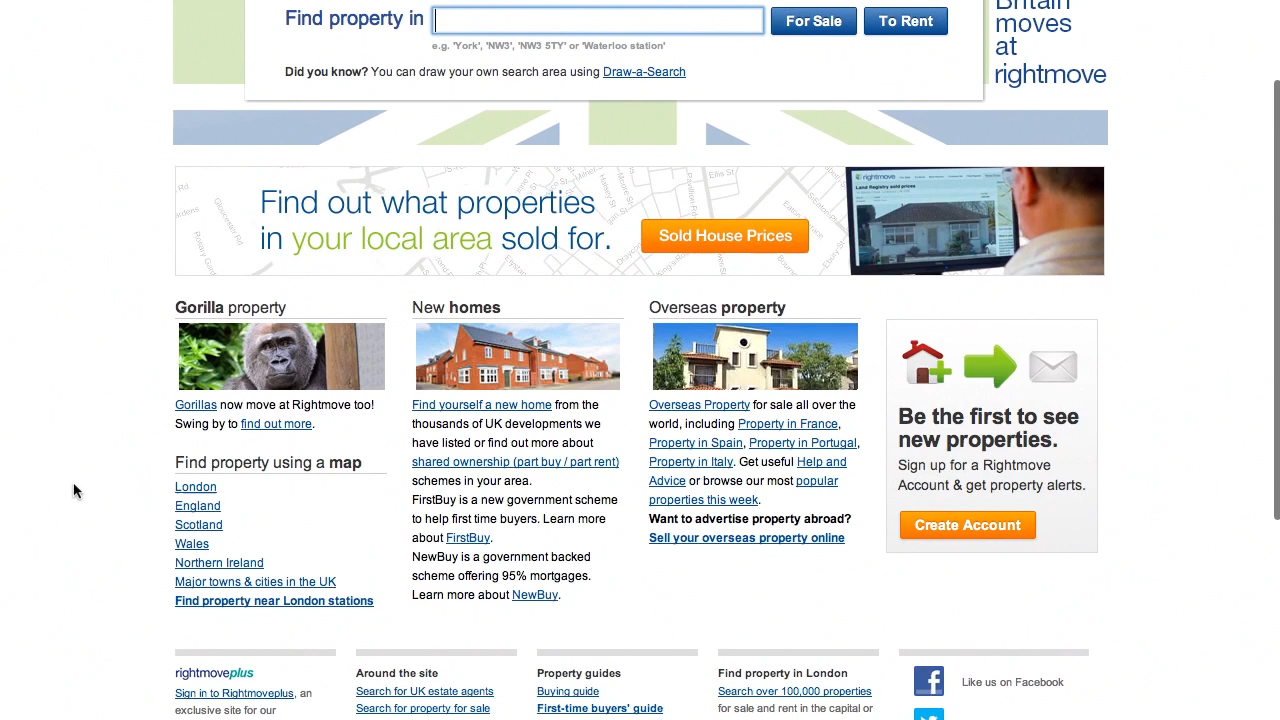 Britain
moves
at
rightmove
Find property in
For Sale
To Rent
e.g. 'York', 'NW3', 'NW3 5TY' or 'Waterloo station'
Did you know? You can draw your own search area using Draw-a-Search
Find out what properties
in your local area sold for.
Sold House Prices
rightmove
Land Registry sold prices
Gorilla property
Gorillas now move at Rightmove too!
Swing by to find out more.
Find property using a map
London
England
Scotland
Wales
Northern Ireland
Major towns & cities in the UK
Find property near London stations
New homes
Find yourself a new home from the
thousands of UK developments we
have listed or find out more about
shared ownership (part buy / part rent)
schemes in your area.
FirstBuy is a new government scheme
to help first time buyers. Learn more
about FirstBuy.
NewBuy is a government backed
scheme offering 95% mortgages.
Learn more about NewBuy.
Overseas property
Overseas Property for sale all over the
world, including Property in France,
Property in Spain, Property in Portugal,
Property in Italy. Get useful Help and
Advice or browse our most popular
properties this week.
Want to advertise property abroad?
Sell your overseas property online
Be the first to see
new properties.
Sign up for a Rightmove
Account & get property alerts.
Create Account
rightmoveplus
Sign in to Rightmoveplus, an
exclusive site for our
Around the site
Search for UK estate agents
Search for property for sale
Property guides
Buying guide
First-time buyers' guide
Find property in London
Search over 100,000 properties
for sale and rent in the capital or
Like us on Facebook